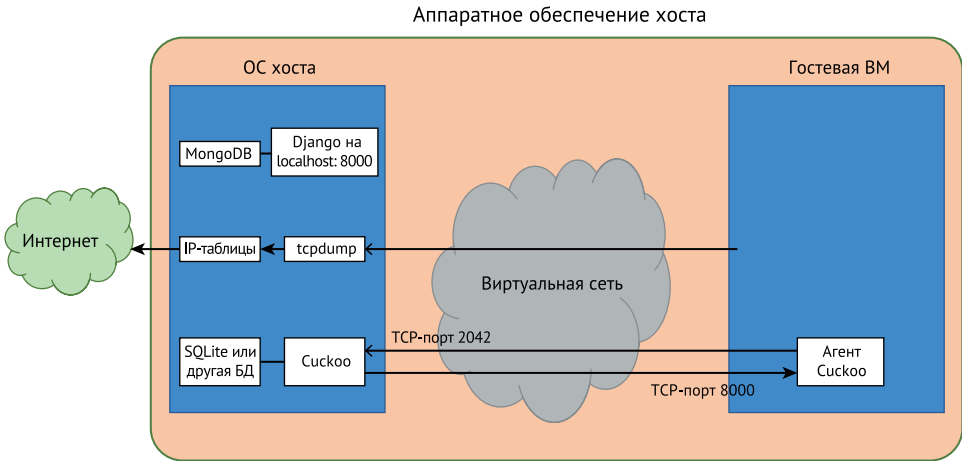 Аппаратное обеспечение хоста
ОС хоста
Гостевая ВМ
MongoDB
Django на
localhost: 8000
Интернет
IP-таблицы
tcpdump
Виртуальная сеть
TCP-порт 2042
SQLite или
другая БД
Cuckoo
Агент
Cuckoo
TCP-порт 8000